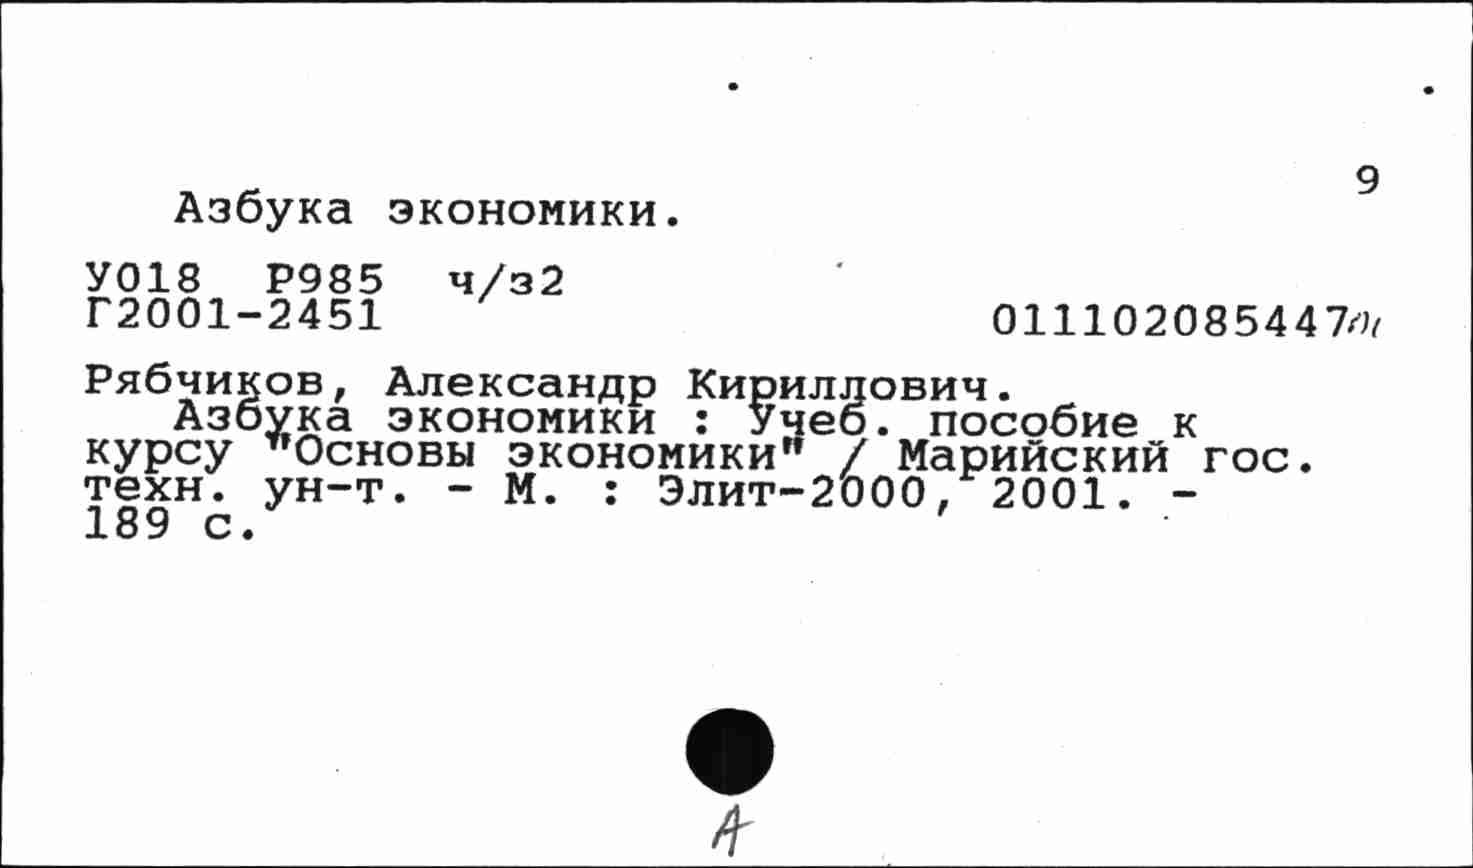 9
Азбука экономики.
У018 Р985 ч/з2
Г2001-2451 011102085447
Рябчиков, Александр Кириллович.
Азбука экономики : Учеб. пособие к
курсу "Основы экономики" / Марийский гос.
техн. ун-т. - М. : Элит-2000, 2001. -
189 с.
А